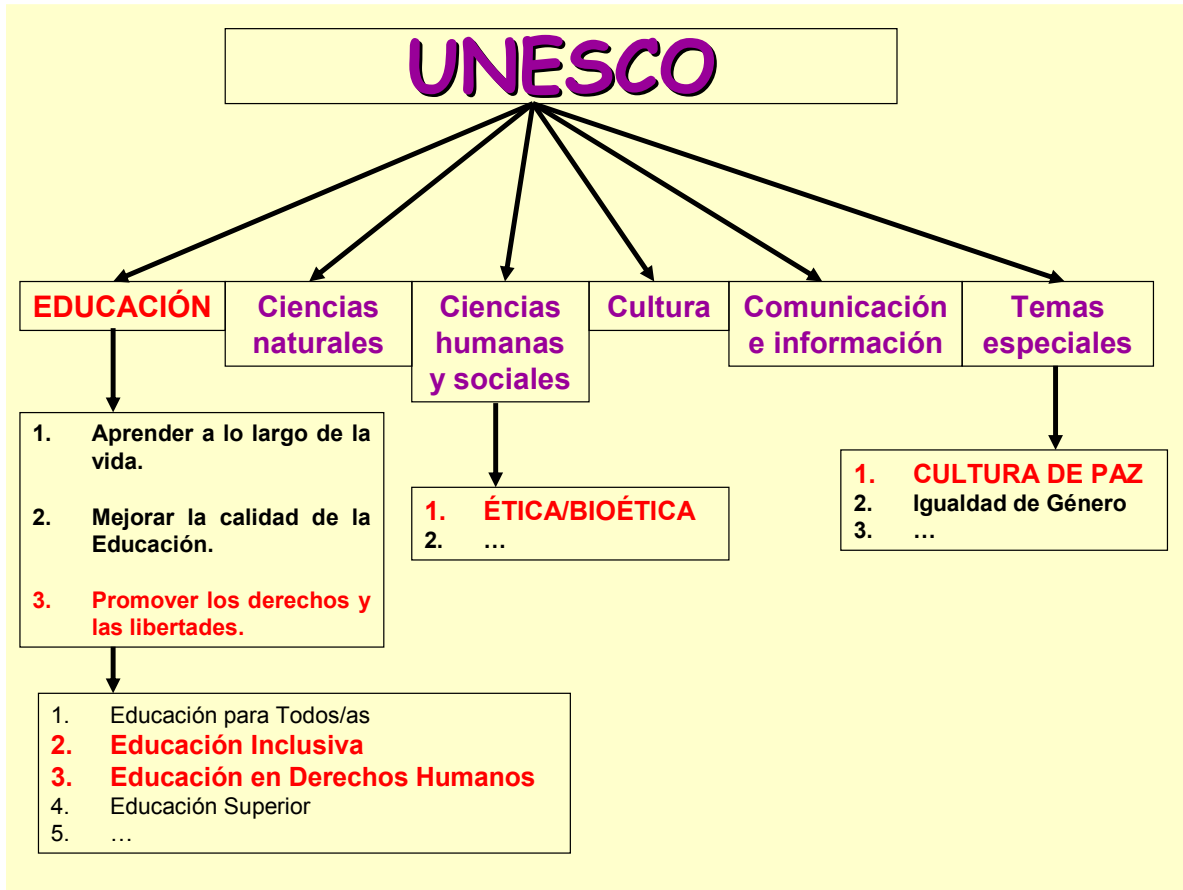 UNESCO
EDUCACIÓN
Ciencias
naturales
Ciencias
humanas
y sociales
Cultura
Comunicación
e información
Temas
especiales
1. Aprender a lo largo de la
vida.
2. Mejorar la calidad de la
Educación.
3. Promover los derechos y
las libertades.
1. ÉTICA/BIOÉTICA
2. …
1. CULTURA DE PAZ
2. Igualdad de Género
3. …
1. Educación para Todos/as
2. Educación Inclusiva
3. Educación en Derechos Humanos
4. Educación Superior
5. …